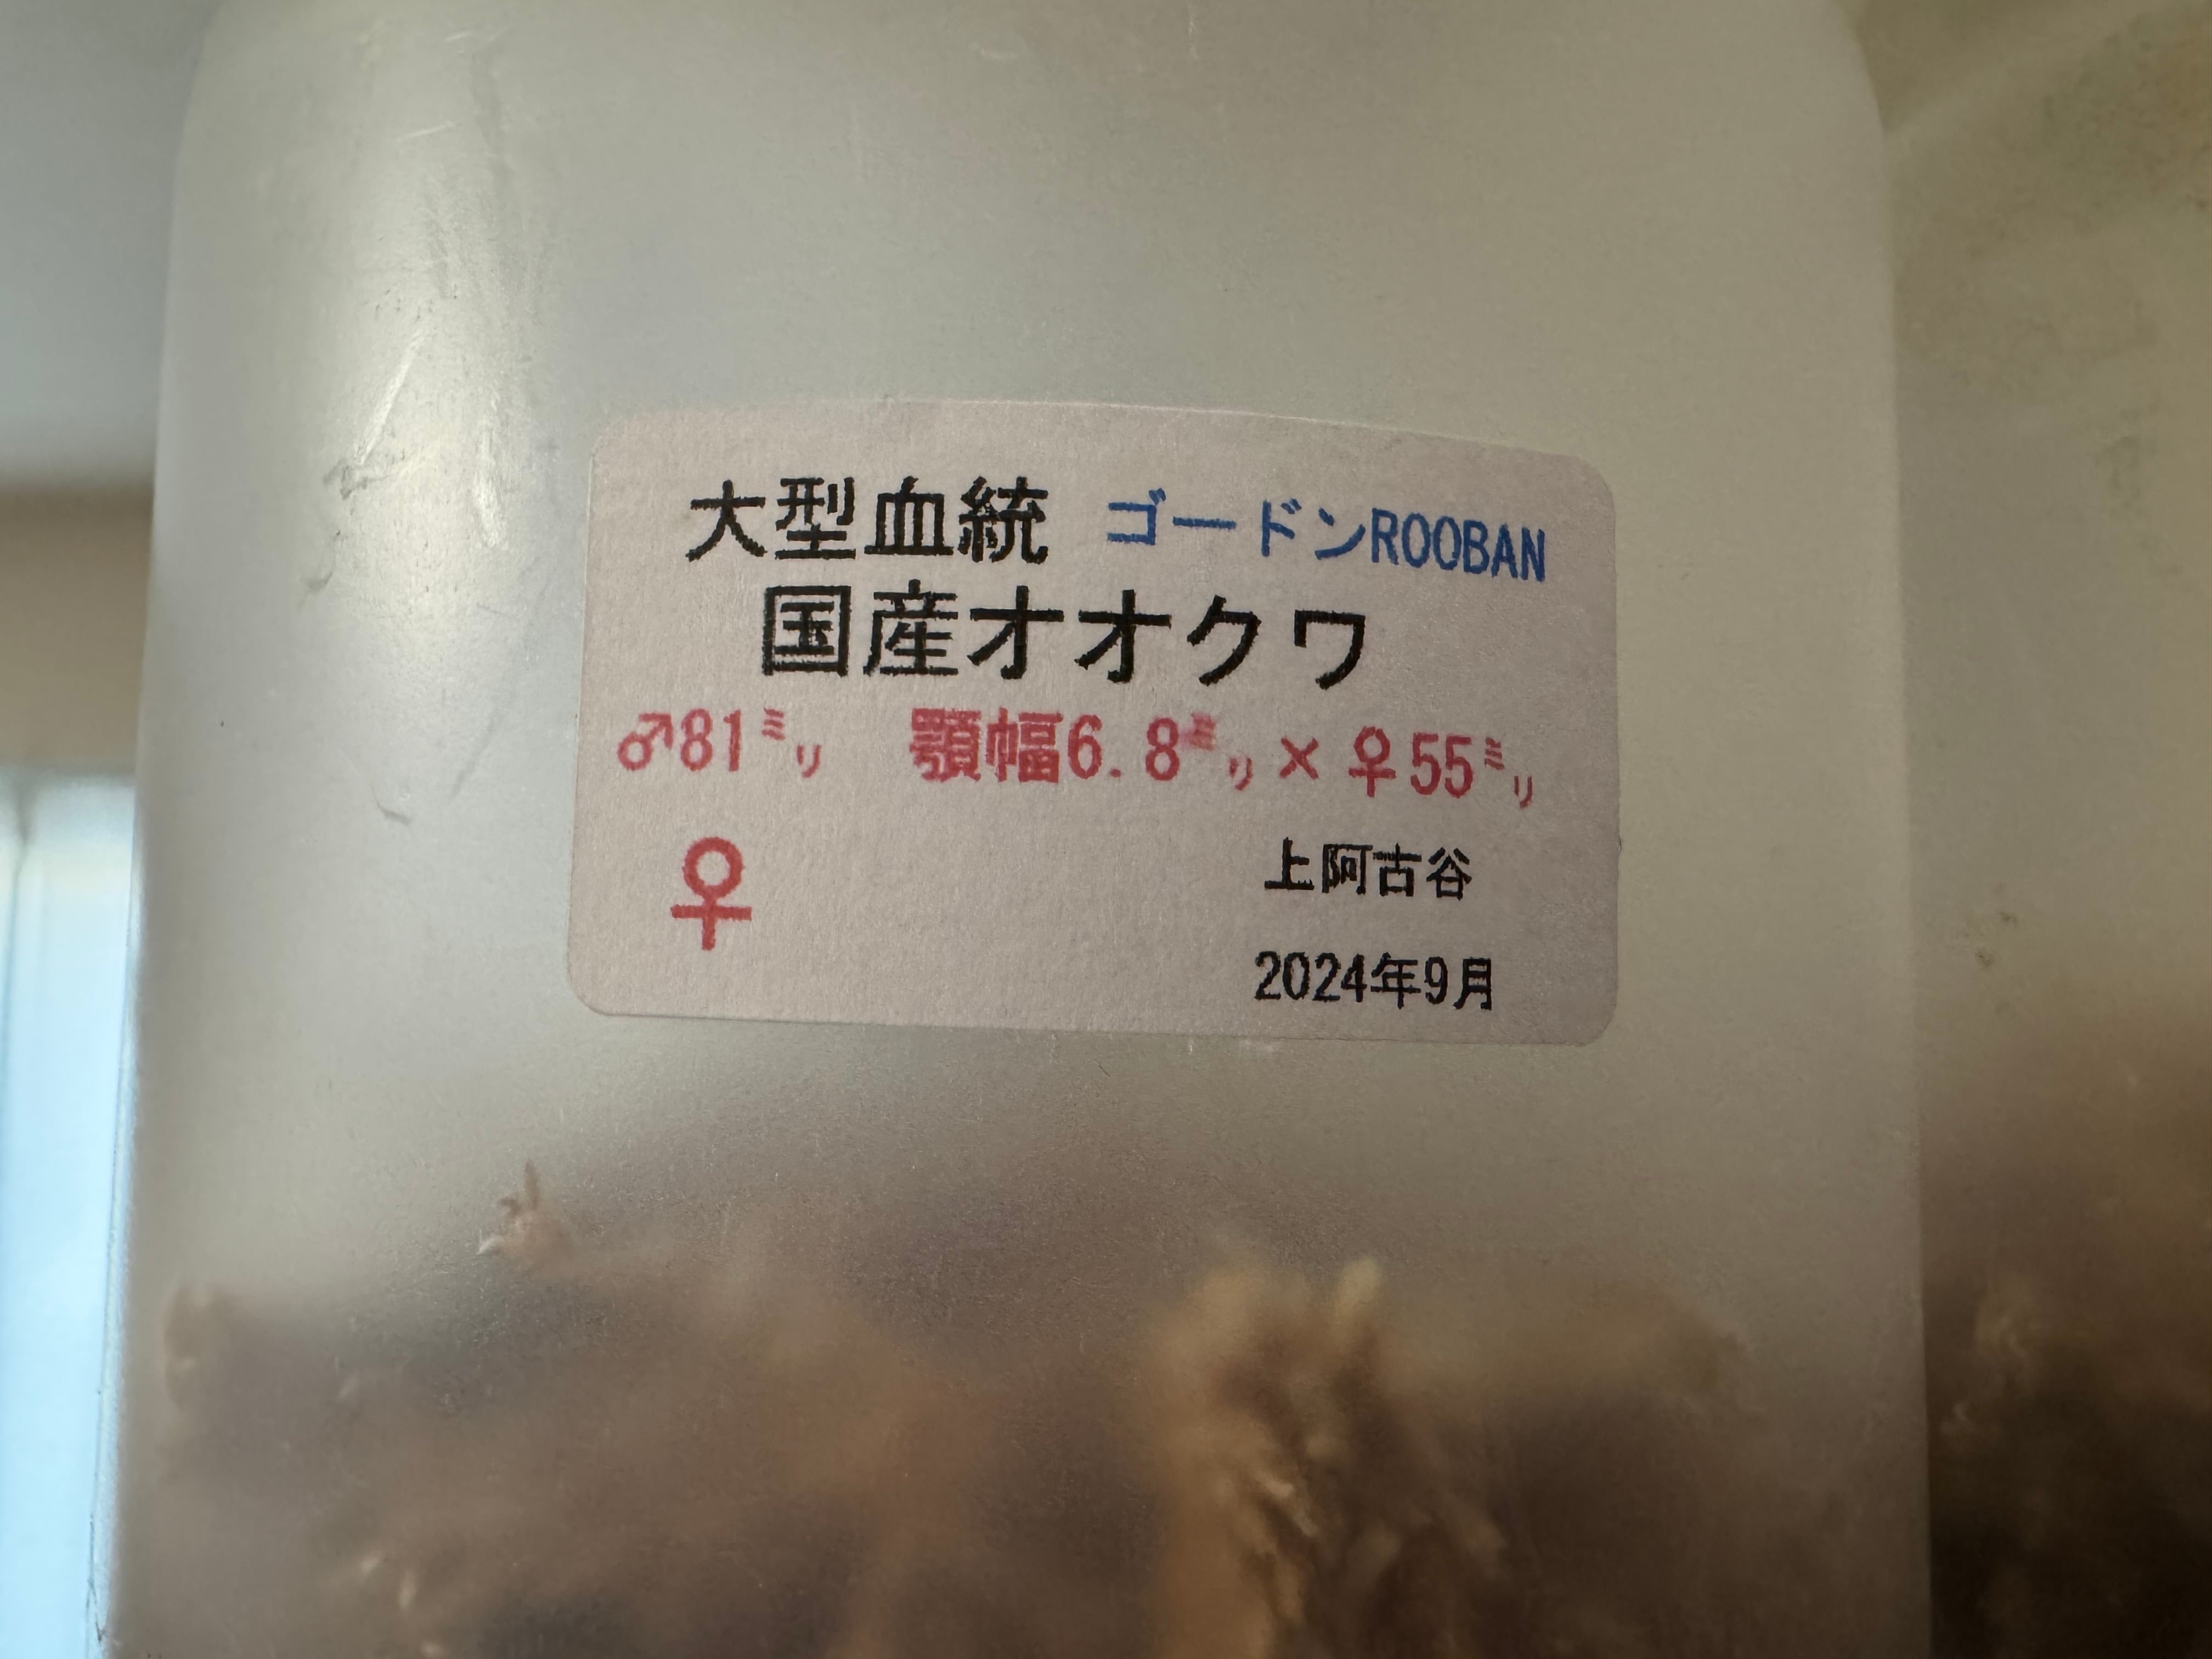 大型血統 ゴードンROOBAN
国産オオクワ
♂81㍉ 顎幅6.8㍉×♀55㍉
♀ 上阿古谷
2024年9月